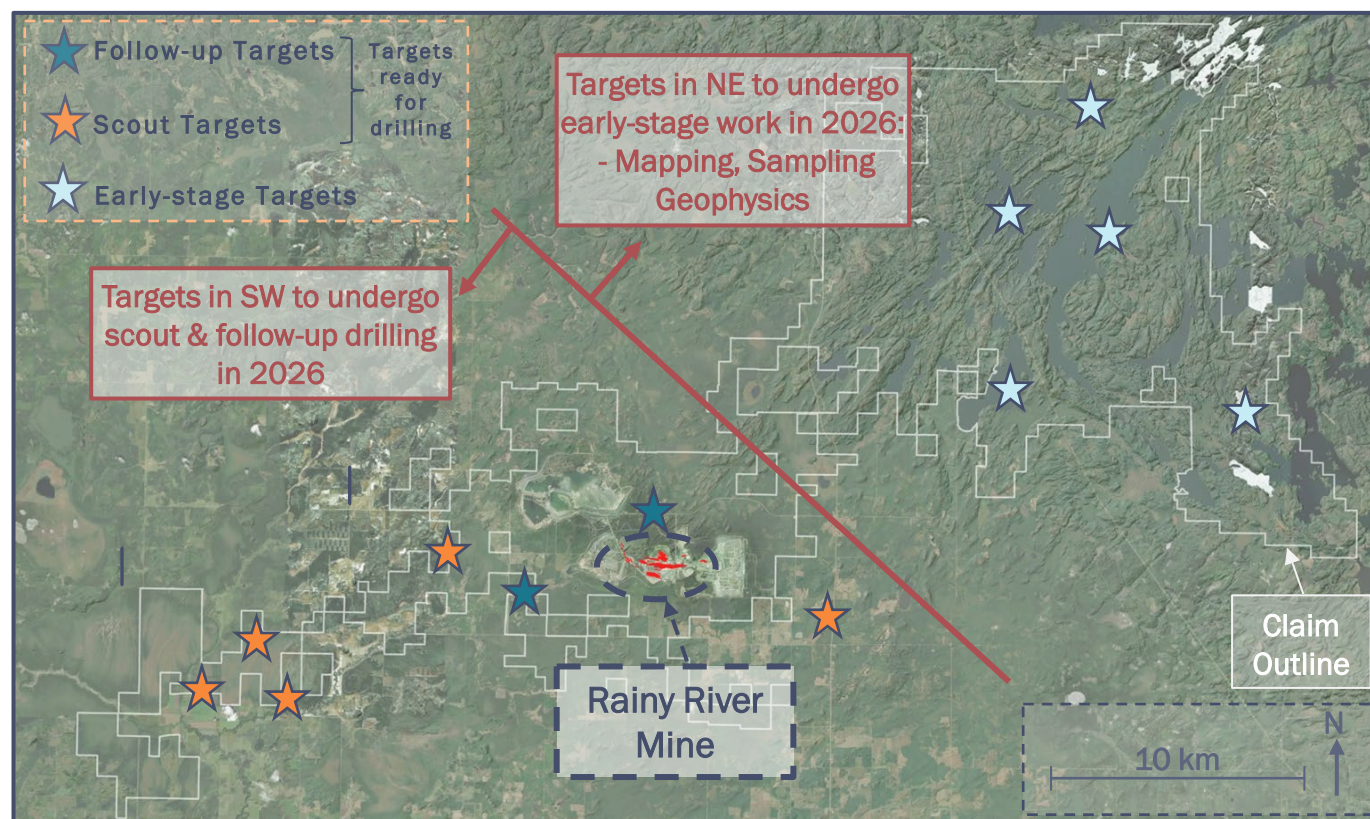 Follow-up Targets
Scout Targets
Early-stage Targets
Targets
ready
for
drilling
Targets in NE to undergo
early-stage work in 2026:
- Mapping, Sampling
Geophysics
Targets in SW to undergo
scout & follow-up drilling
in 2026
Rainy River
Mine
Claim
Outline
N
10 km